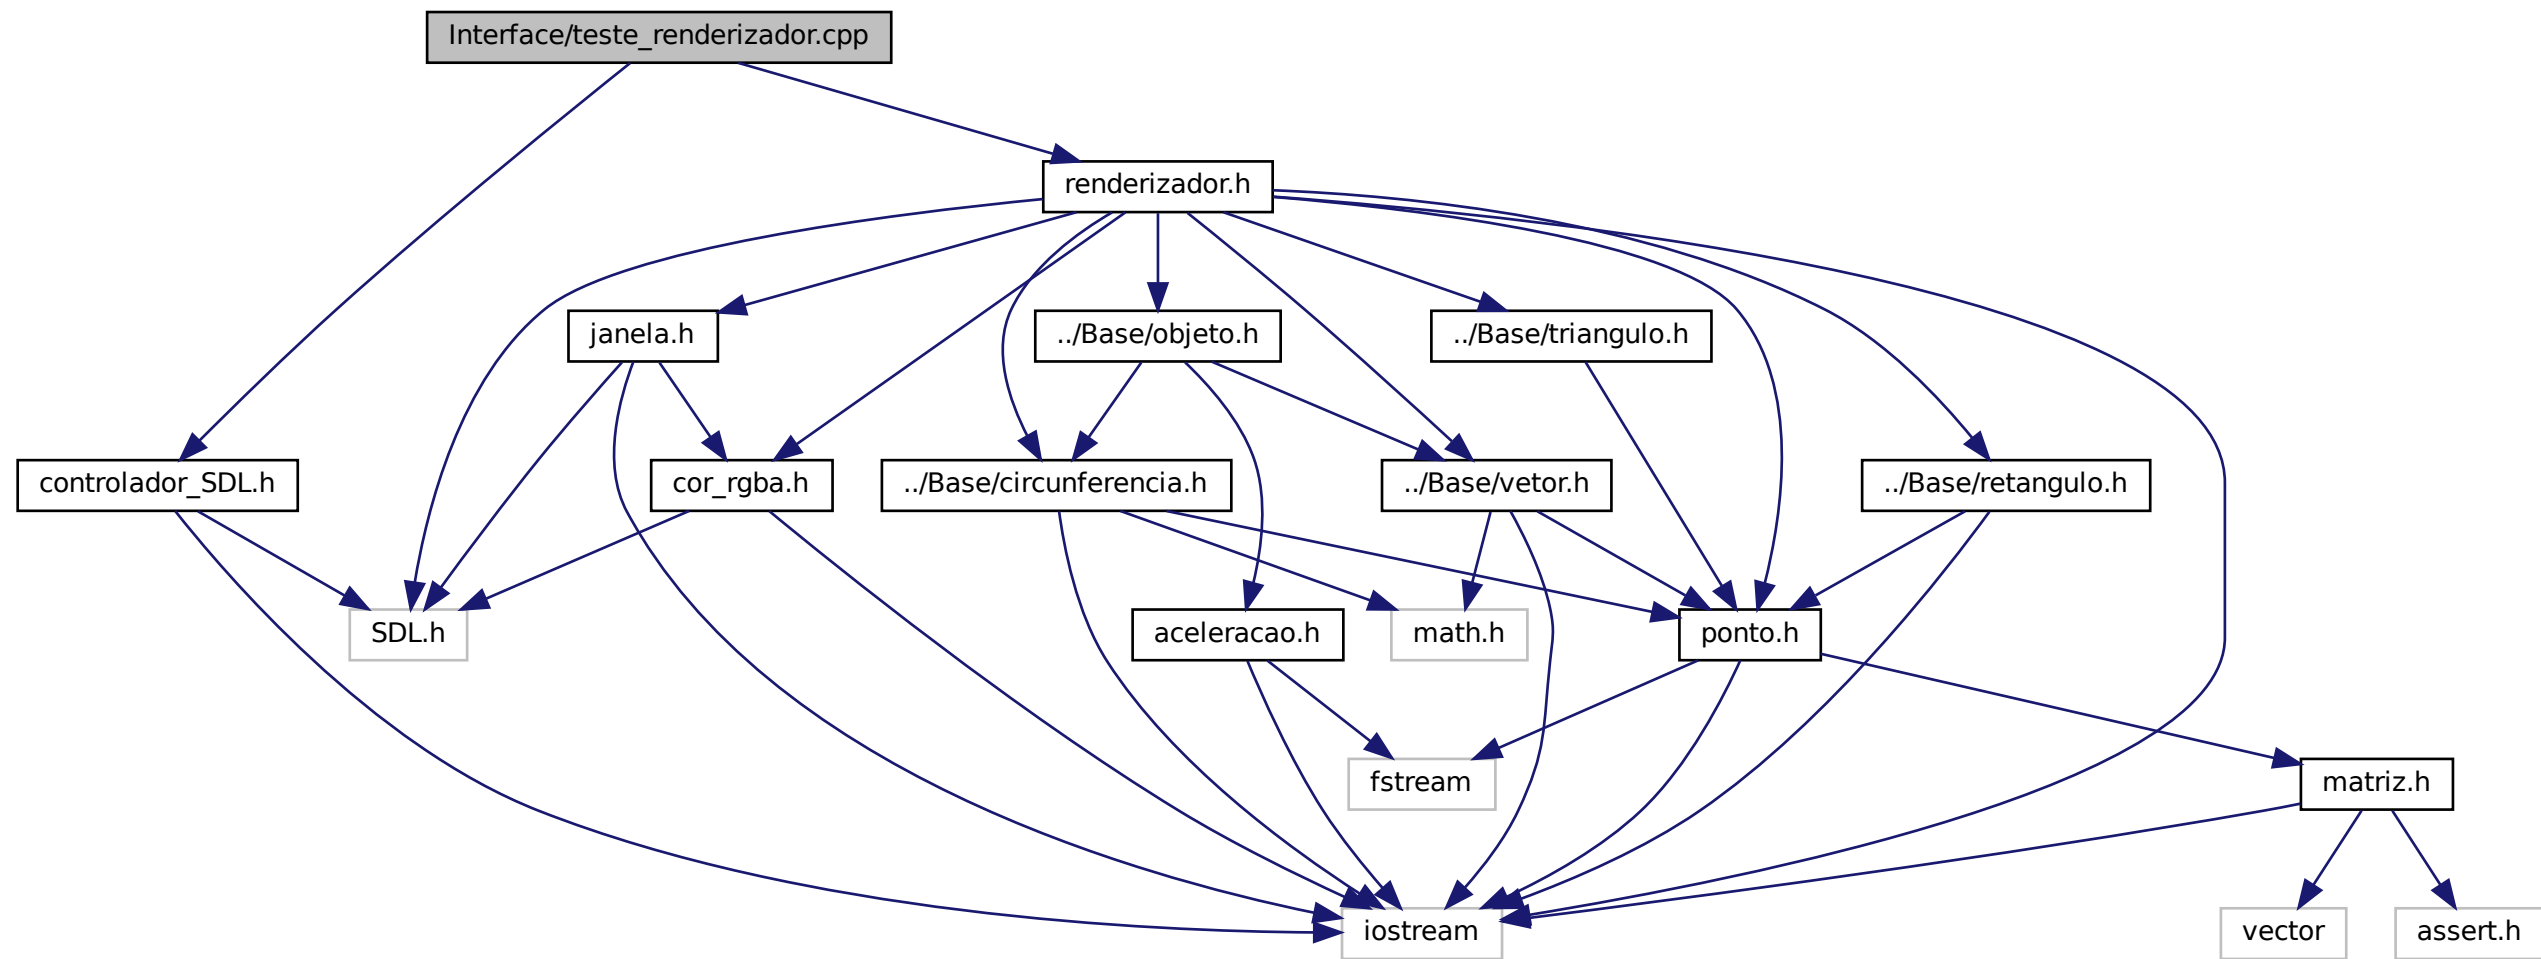 Interface/teste_renderizador.cpp
renderizador.h
janela.h
../Base/objeto.h
../Base/triangulo.h
controlador_SDL.h
cor_rgba.h
../Base/circunferencia.h
../Base/vetor.h
../Base/retangulo.h
SDL.h
aceleracao.h
math.h
ponto.h
fstream
matriz.h
iostream
vector
assert.h